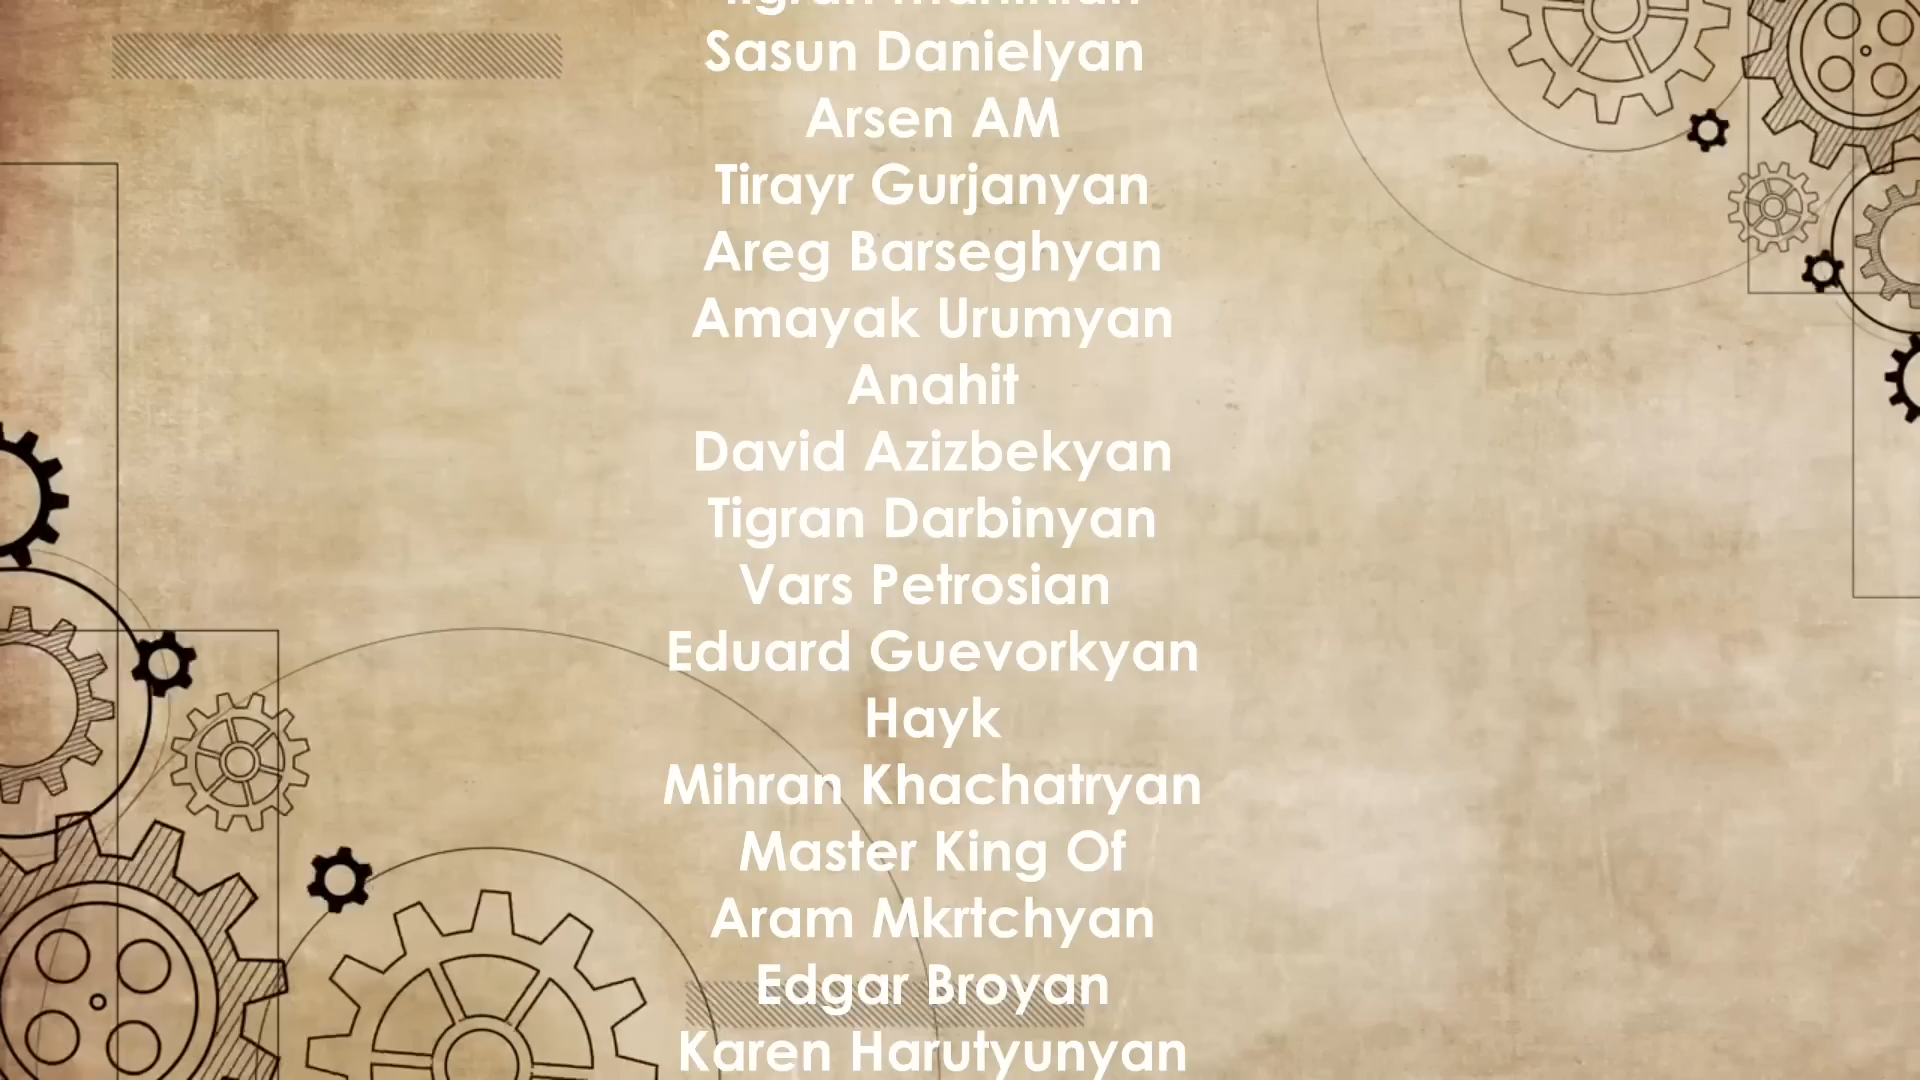 Sasun Danielyan
Arsen AM
Tirayr Gurjanyan
Areg Barseghyan
Amayak Urumyan
Anahit
David Azizbekyan
Tigran Darbinyan
Vars Petrosian
Eduard Guevorkyan
Hayk
Mihran Khachatryan
Master King Of
Aram Mkrtchyan
Edgar Broyan
Karen Harutyunyan